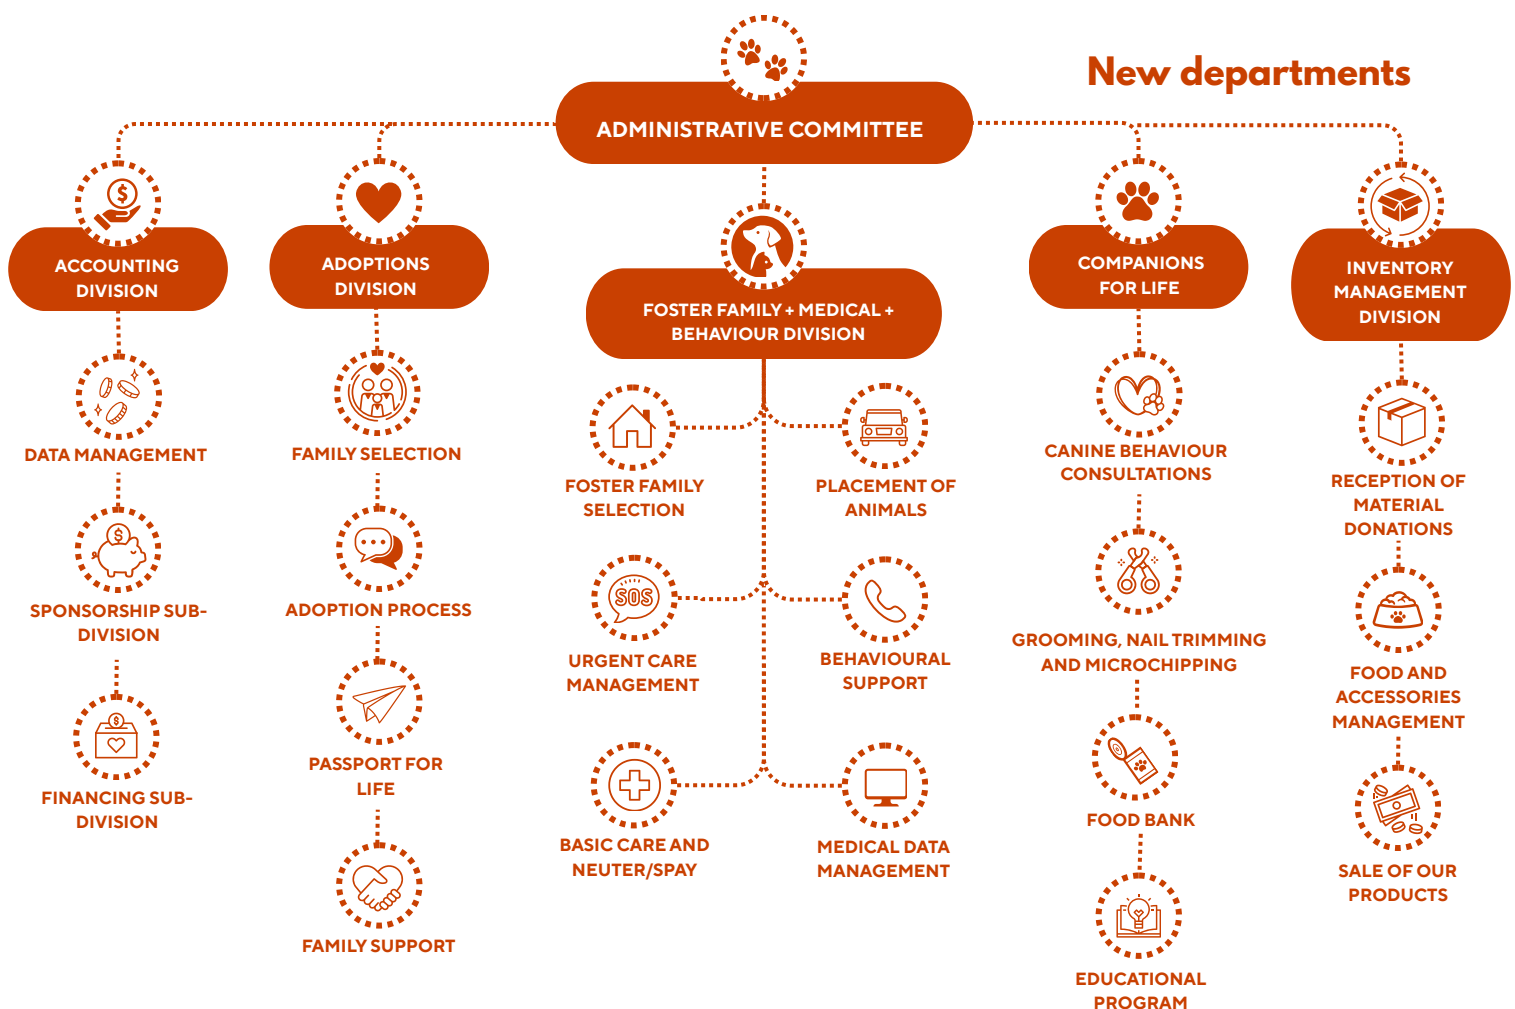 New departments
ADMINISTRATIVE COMMITTEE
$
ACCOUNTING
DIVISION
DATA MANAGEMENT
$
SPONSORSHIP SUB-
DIVISION
$
FINANCING SUB-
DIVISION
ADOPTIONS
DIVISION
FAMILY SELECTION
ADOPTION PROCESS
PASSPORT FOR
LIFE
FAMILY SUPPORT
FOSTER FAMILY + MEDICAL +
BEHAVIOUR DIVISION
FOSTER FAMILY
SELECTION
PLACEMENT OF
ANIMALS
SOS
URGENT CARE
MANAGEMENT
BEHAVIOURAL
SUPPORT
BASIC CARE AND
NEUTER/SPAY
MEDICAL DATA
MANAGEMENT
COMPANIONS
FOR LIFE
CANINE BEHAVIOUR
CONSULTATIONS
GROOMING, NAIL TRIMMING
AND MICROCHIPPING
FOOD BANK
EDUCATIONAL
PROGRAM
INVENTORY
MANAGEMENT
DIVISION
RECEPTION OF
MATERIAL
DONATIONS
FOOD AND
ACCESSORIES
MANAGEMENT
SALE OF OUR
PRODUCTS